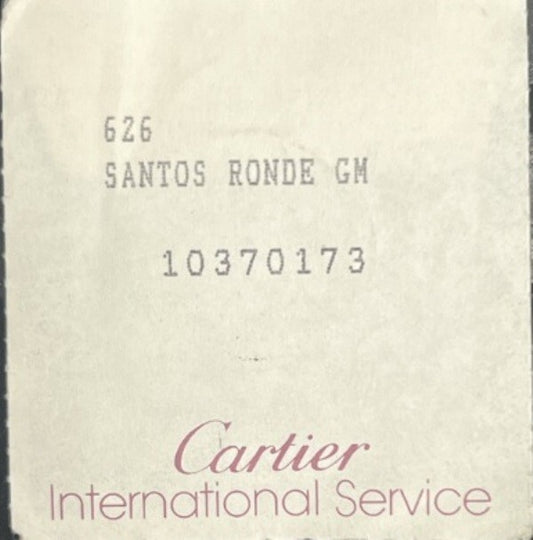 626
SANTOS RONDE GM
10370173
Cartier
International Service